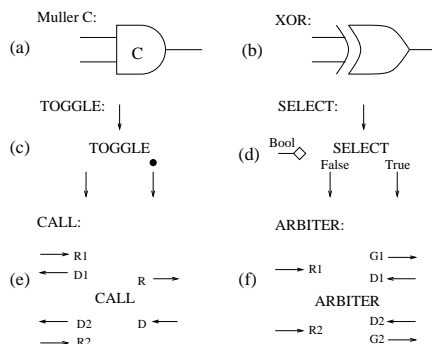 Muller C:
XOR:
(a)
C
(b)
TOGGLE:
SELECT:
(c)
TOGGLE
(d)
Bool
SELECT
False
True
CALL:
ARBITER:
(e)
R1
D1
R
CALL
D2
D
R2
(f)
R1
G1
D1
ARBITER
R2
D2
G2